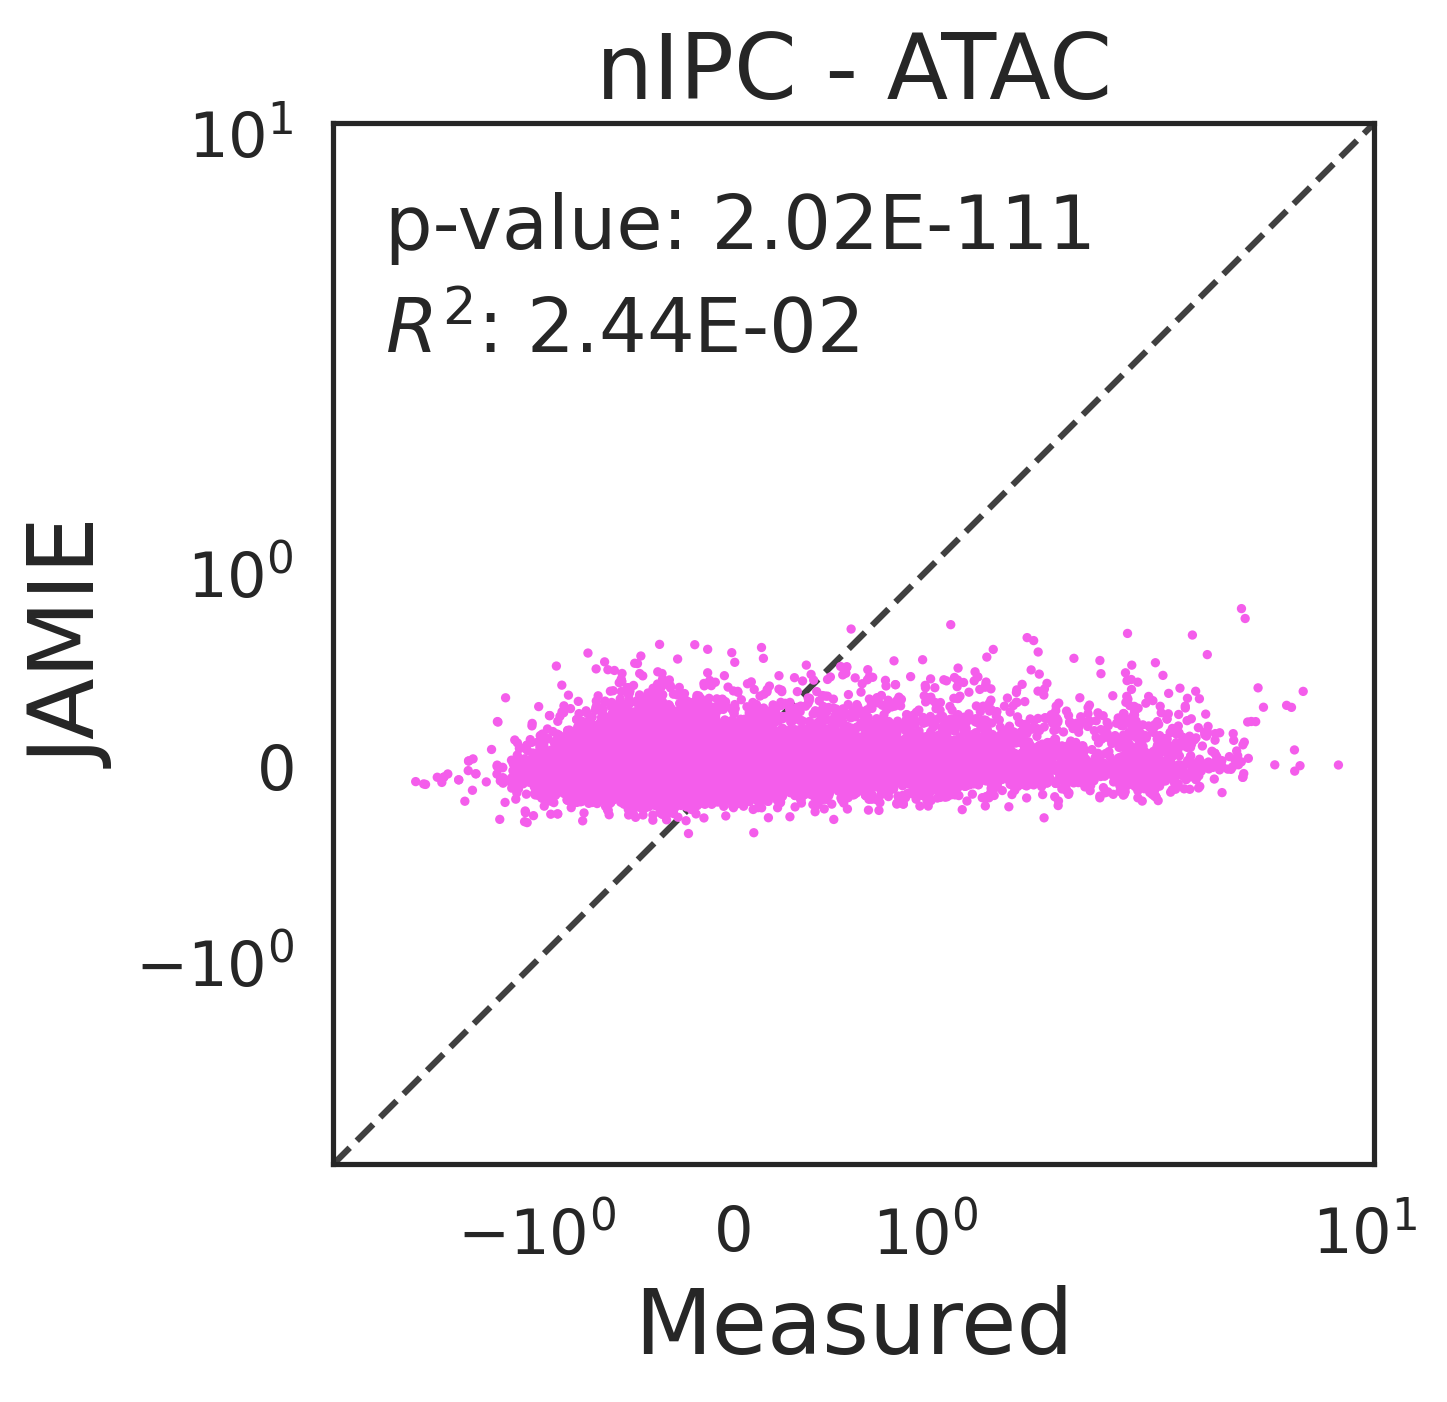 nIPC - ATAC
10¹
p-value: 2.02E-111
R²: 2.44E-02
10⁰
JAMIE
0
−10⁰
−10⁰ 0 10⁰ 10¹
Measured